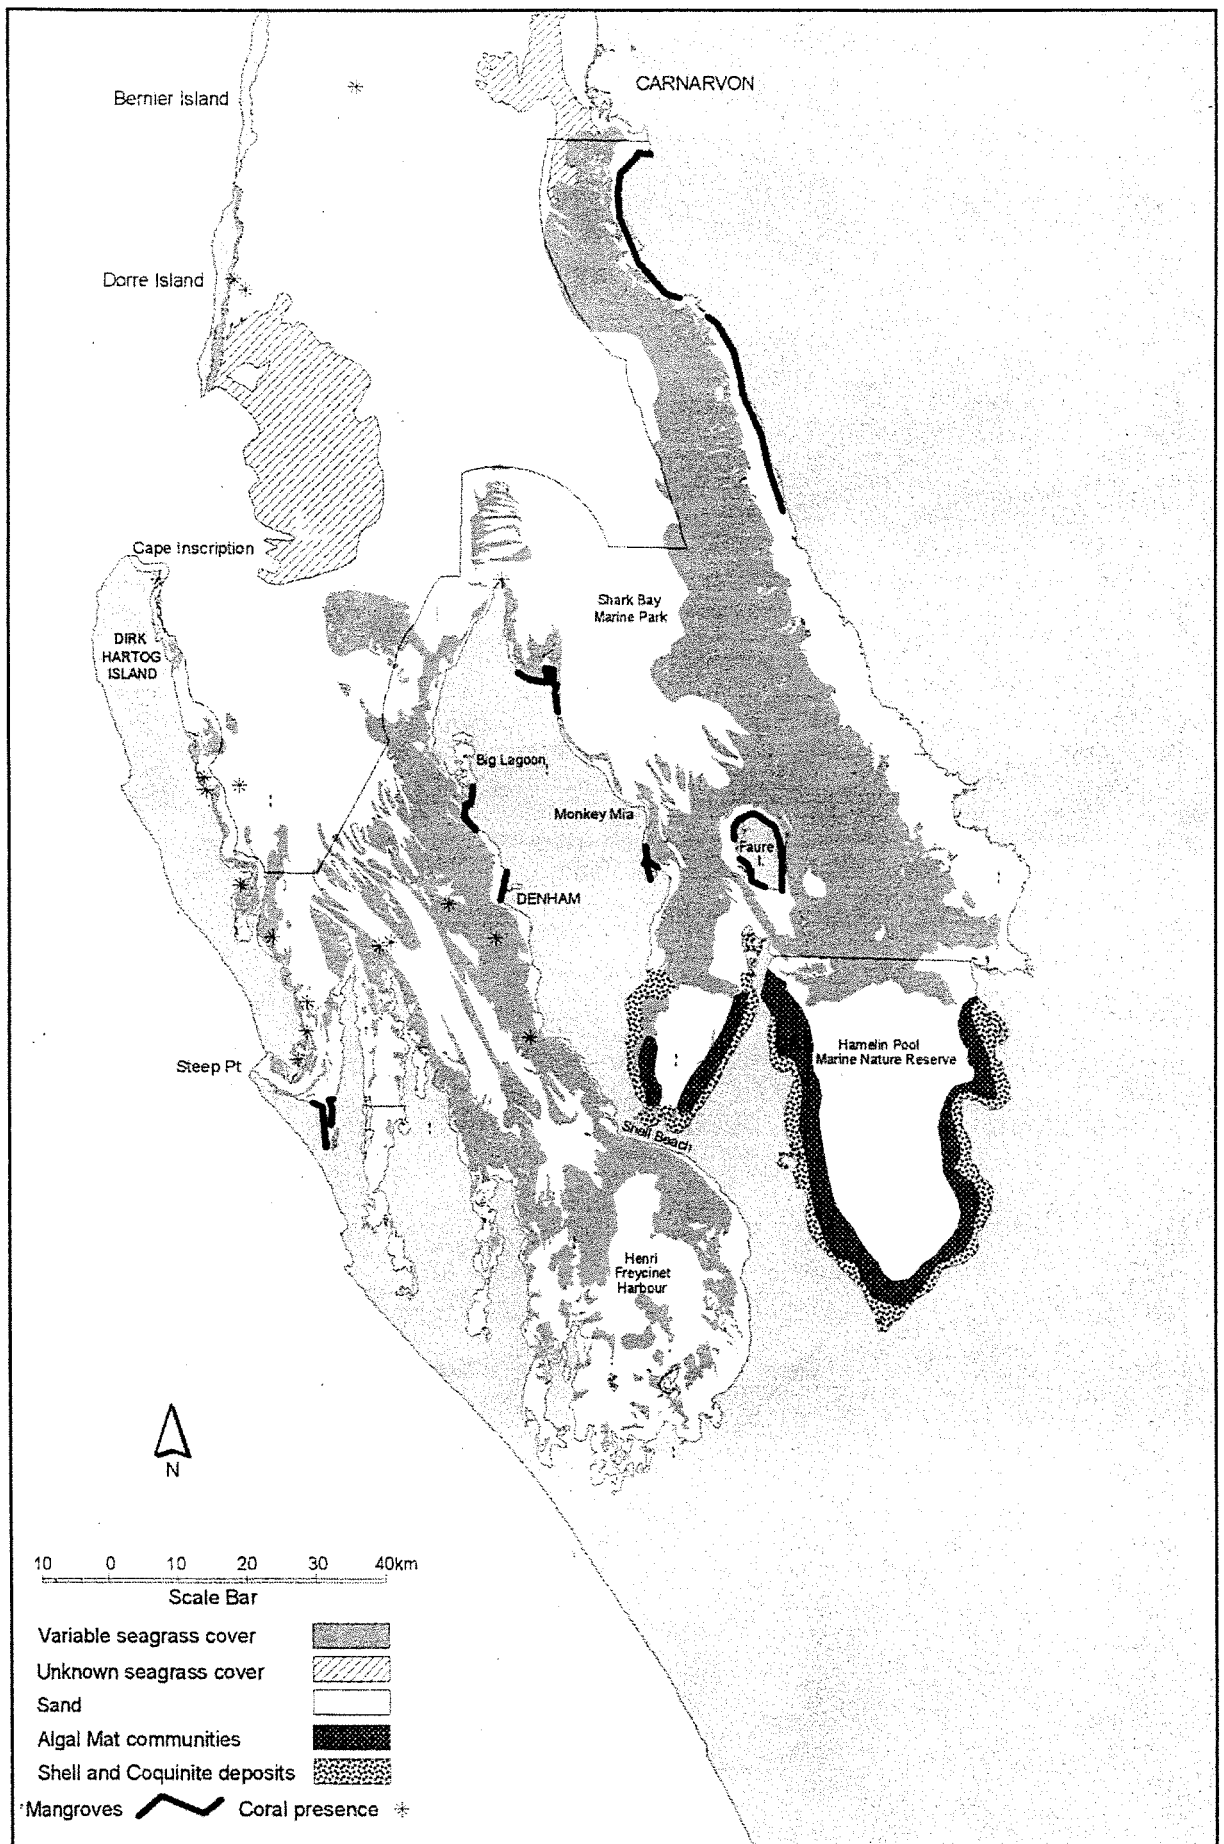 CARNARVON
Bernier Island
Dorre Island
Cape Inscription
Shark Bay
Marine Park
DIRK
HARTOG
ISLAND
Big Lagoon
Monkey Mia
Faure
I.
DENHAM
Hamelin Pool
Marine Nature Reserve
Steep Pt
Shell Beach
Henri
Freycinet
Harbour
N
10 0 10 20 30 40km
Scale Bar
Variable seagrass cover
Unknown seagrass cover
Sand
Algal Mat communities
Shell and Coquinite deposits
Mangroves Coral presence